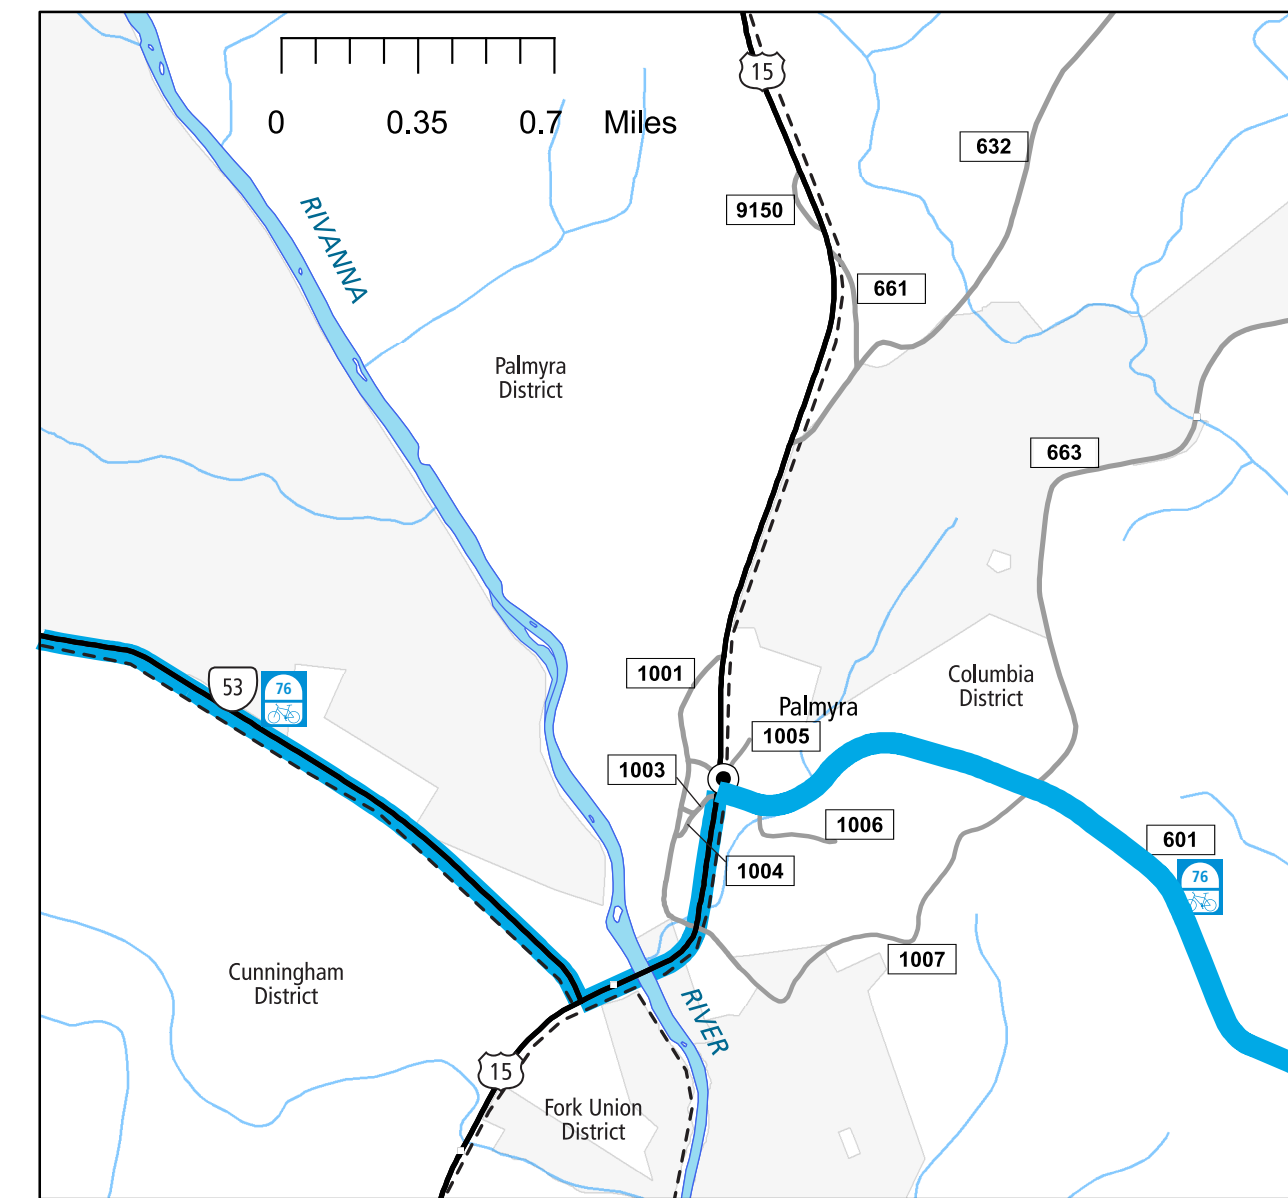 15
0 0.35 0.7 Miles
632
9150
RIVANNA
661
Palmyra
District
663
1001
Columbia
District
53
76
Palmyra
1005
1003
1006
601
1004
76
1007
Cunningham
District
RIVER
15
Fork Union
District